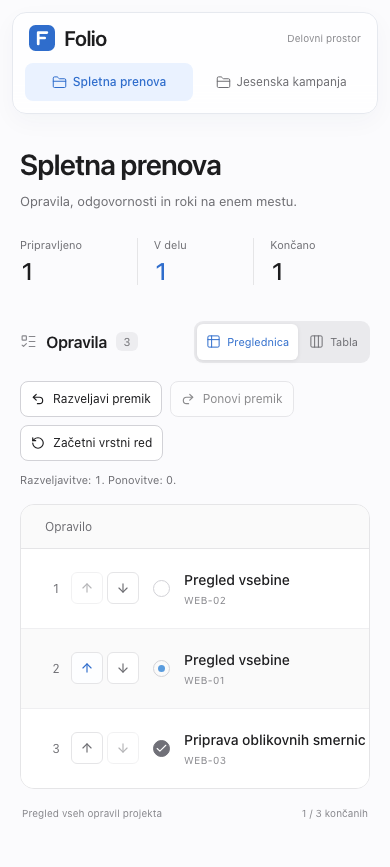 F Folio
Delovni prostor
Spletna prenova
Jesenska kampanja
Spletna prenova
Opravila, odgovornosti in roki na enem mestu.
Pripravljeno
V delu
Končano
1
1
1
Opravila 3
Preglednica
Tabla
Razveljavi premik
Ponovi premik
Začetni vrstni red
Razveljavitve: 1. Ponovitve: 0.
Opravilo
1
Pregled vsebine
WEB-02
2
Pregled vsebine
WEB-01
3
Priprava oblikovnih smernic
WEB-03
Pregled vseh opravil projekta
1 / 3 končanih